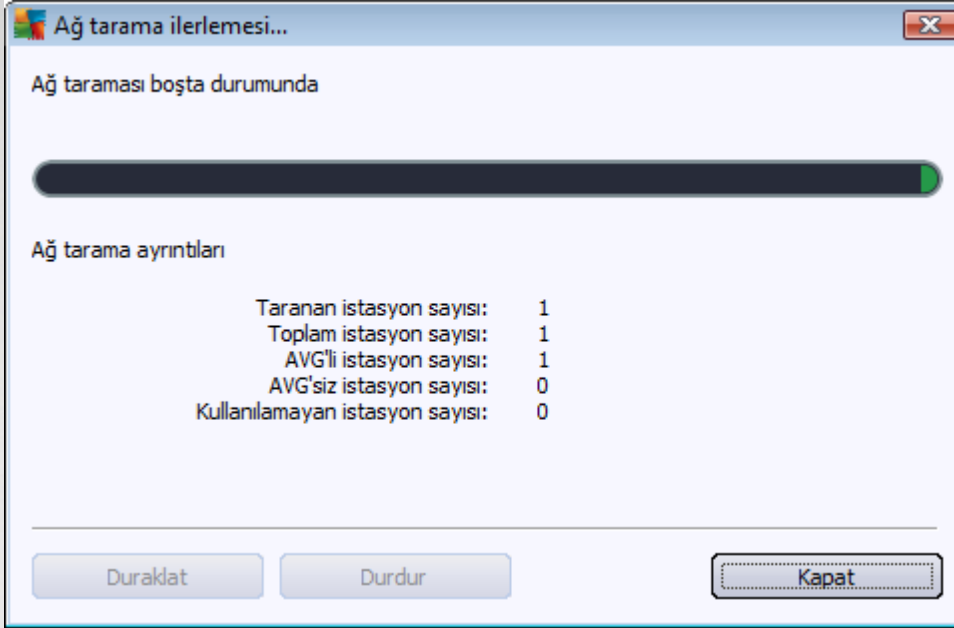 Ağ tarama ilerlemesi...
Ağ taraması boşta durumunda
Ağ tarama ayrıntıları
Taranan istasyon sayısı: 1
Toplam istasyon sayısı: 1
AVG'li istasyon sayısı: 1
AVG'siz istasyon sayısı: 0
Kullanılamayan istasyon sayısı: 0
Duraklat Durdur Kapat